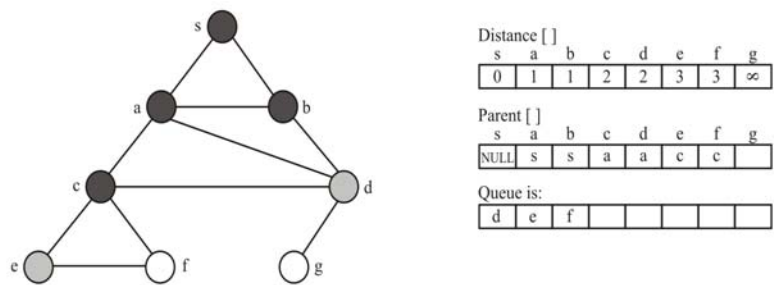 s
a
b
c
d
e
f
g
Distance [ ]
s a b c d e f g
0 1 1 2 2 3 3 ∞
Parent [ ]
s a b c d e f g
NULL s s a a c c
Queue is:
d e f